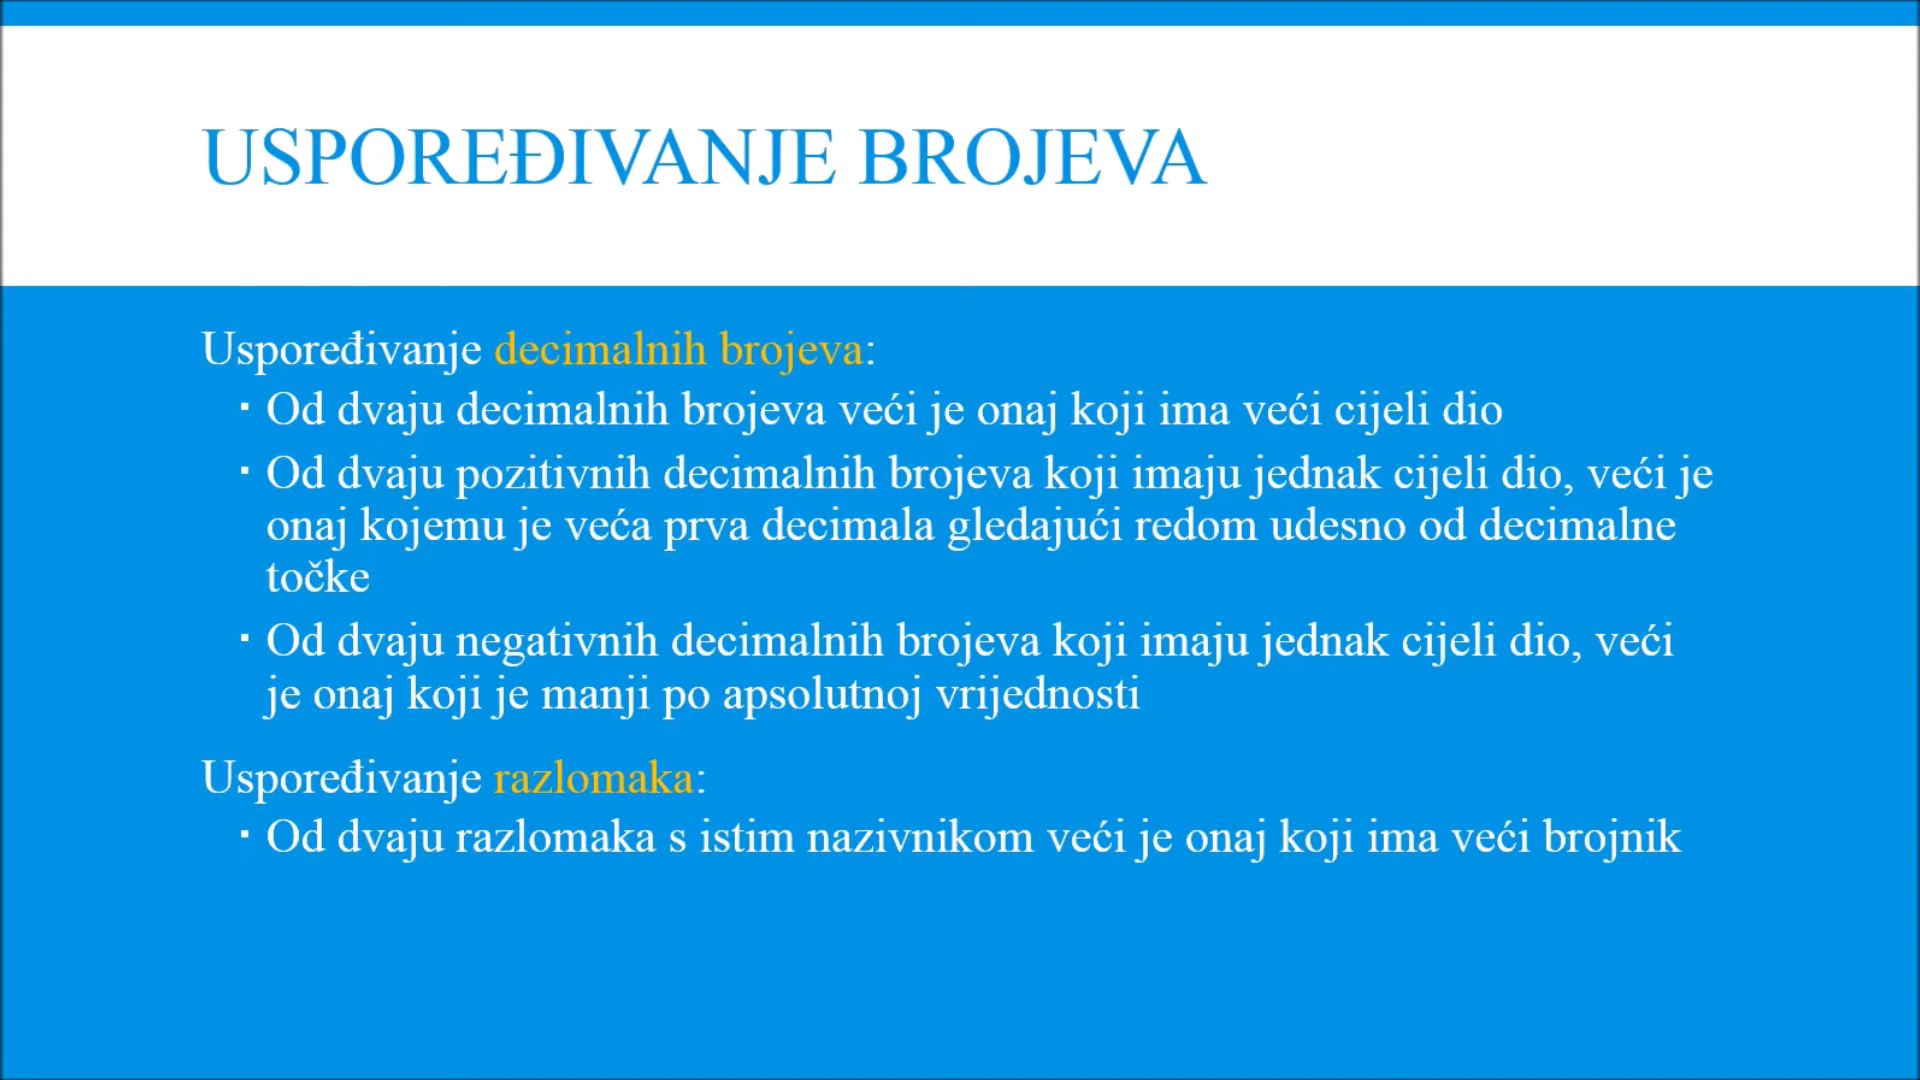 USPOREĐIVANJE BROJEVA
Uspoređivanje decimalnih brojeva:
▪ Od dvaju decimalnih brojeva veći je onaj koji ima veći cijeli dio
▪ Od dvaju pozitivnih decimalnih brojeva koji imaju jednak cijeli dio, veći je
onaj kojemu je veća prva decimala gledajući redom udesno od decimalne
točke
▪ Od dvaju negativnih decimalnih brojeva koji imaju jednak cijeli dio, veći
je onaj koji je manji po apsolutnoj vrijednosti
Uspoređivanje razlomaka:
▪ Od dvaju razlomaka s istim nazivnikom veći je onaj koji ima veći brojnik